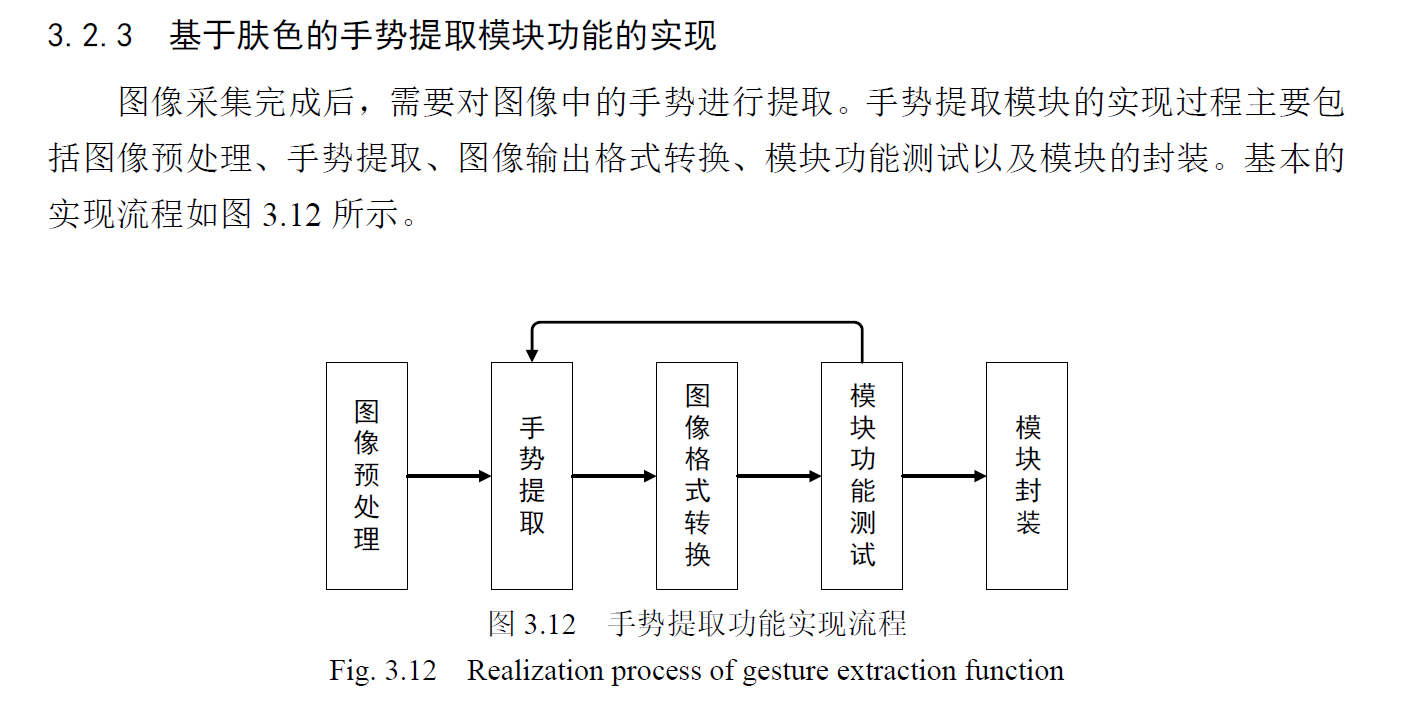 3.2.3 基于肤色的手势提取模块功能的实现
图像采集完成后，需要对图像中的手势进行提取。手势提取模块的实现过程主要包
括图像预处理、手势提取、图像输出格式转换、模块功能测试以及模块的封装。基本的
实现流程如图 3.12 所示。
图像预处理
手势提取
图像格式转换
模块功能测试
模块封装
图 3.12 手势提取功能实现流程
Fig. 3.12 Realization process of gesture extraction function